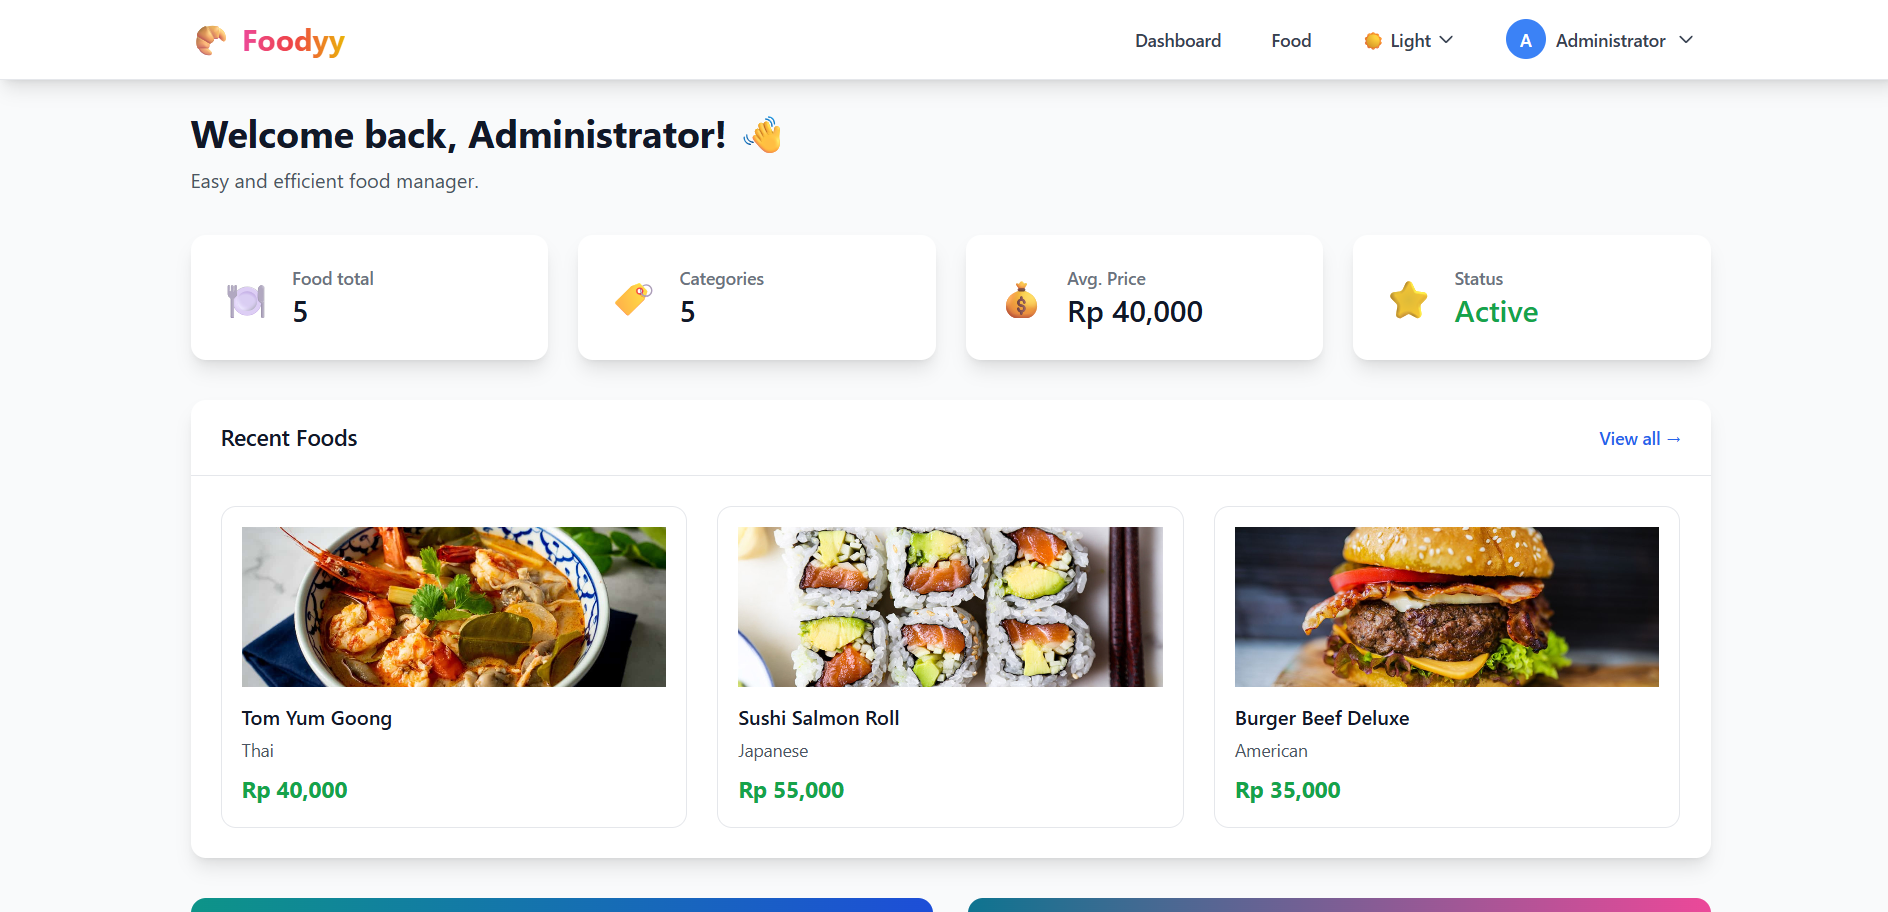 Foodyy
Dashboard
Food
Light
A
Administrator
Welcome back, Administrator!
Easy and efficient food manager.
Food total
5
Categories
5
Avg. Price
Rp 40,000
Status
Active
Recent Foods
View all →
Tom Yum Goong
Thai
Rp 40,000
Sushi Salmon Roll
Japanese
Rp 55,000
Burger Beef Deluxe
American
Rp 35,000